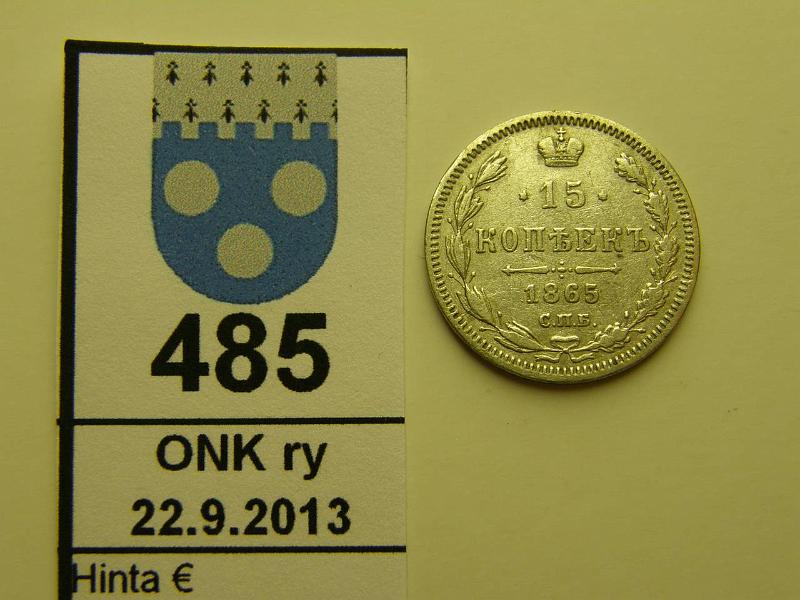 485
ONK ry
22.9.2013
Hinta €
15
КОПѢЕКЪ
1865
С.П.Б.